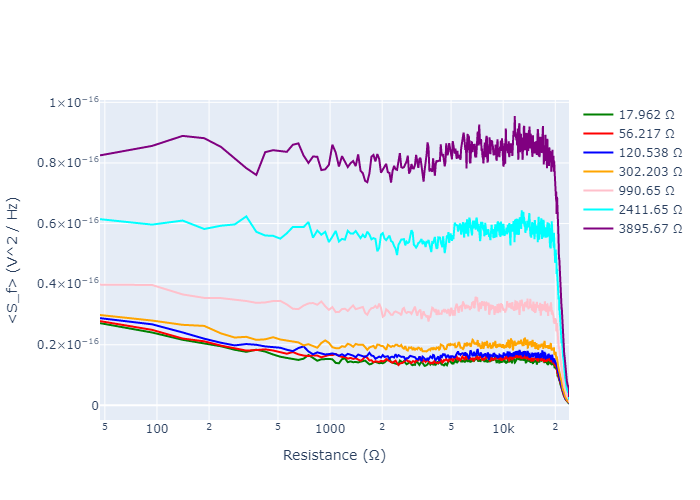 1×10⁻¹⁶
0.8×10⁻¹⁶
0.6×10⁻¹⁶
0.4×10⁻¹⁶
0.2×10⁻¹⁶
0
<S_f> (V^2 / Hz)
5 100 2 5 1000 2 5 10k 2
Resistance (Ω)
17.962 Ω
56.217 Ω
120.538 Ω
302.203 Ω
990.65 Ω
2411.65 Ω
3895.67 Ω